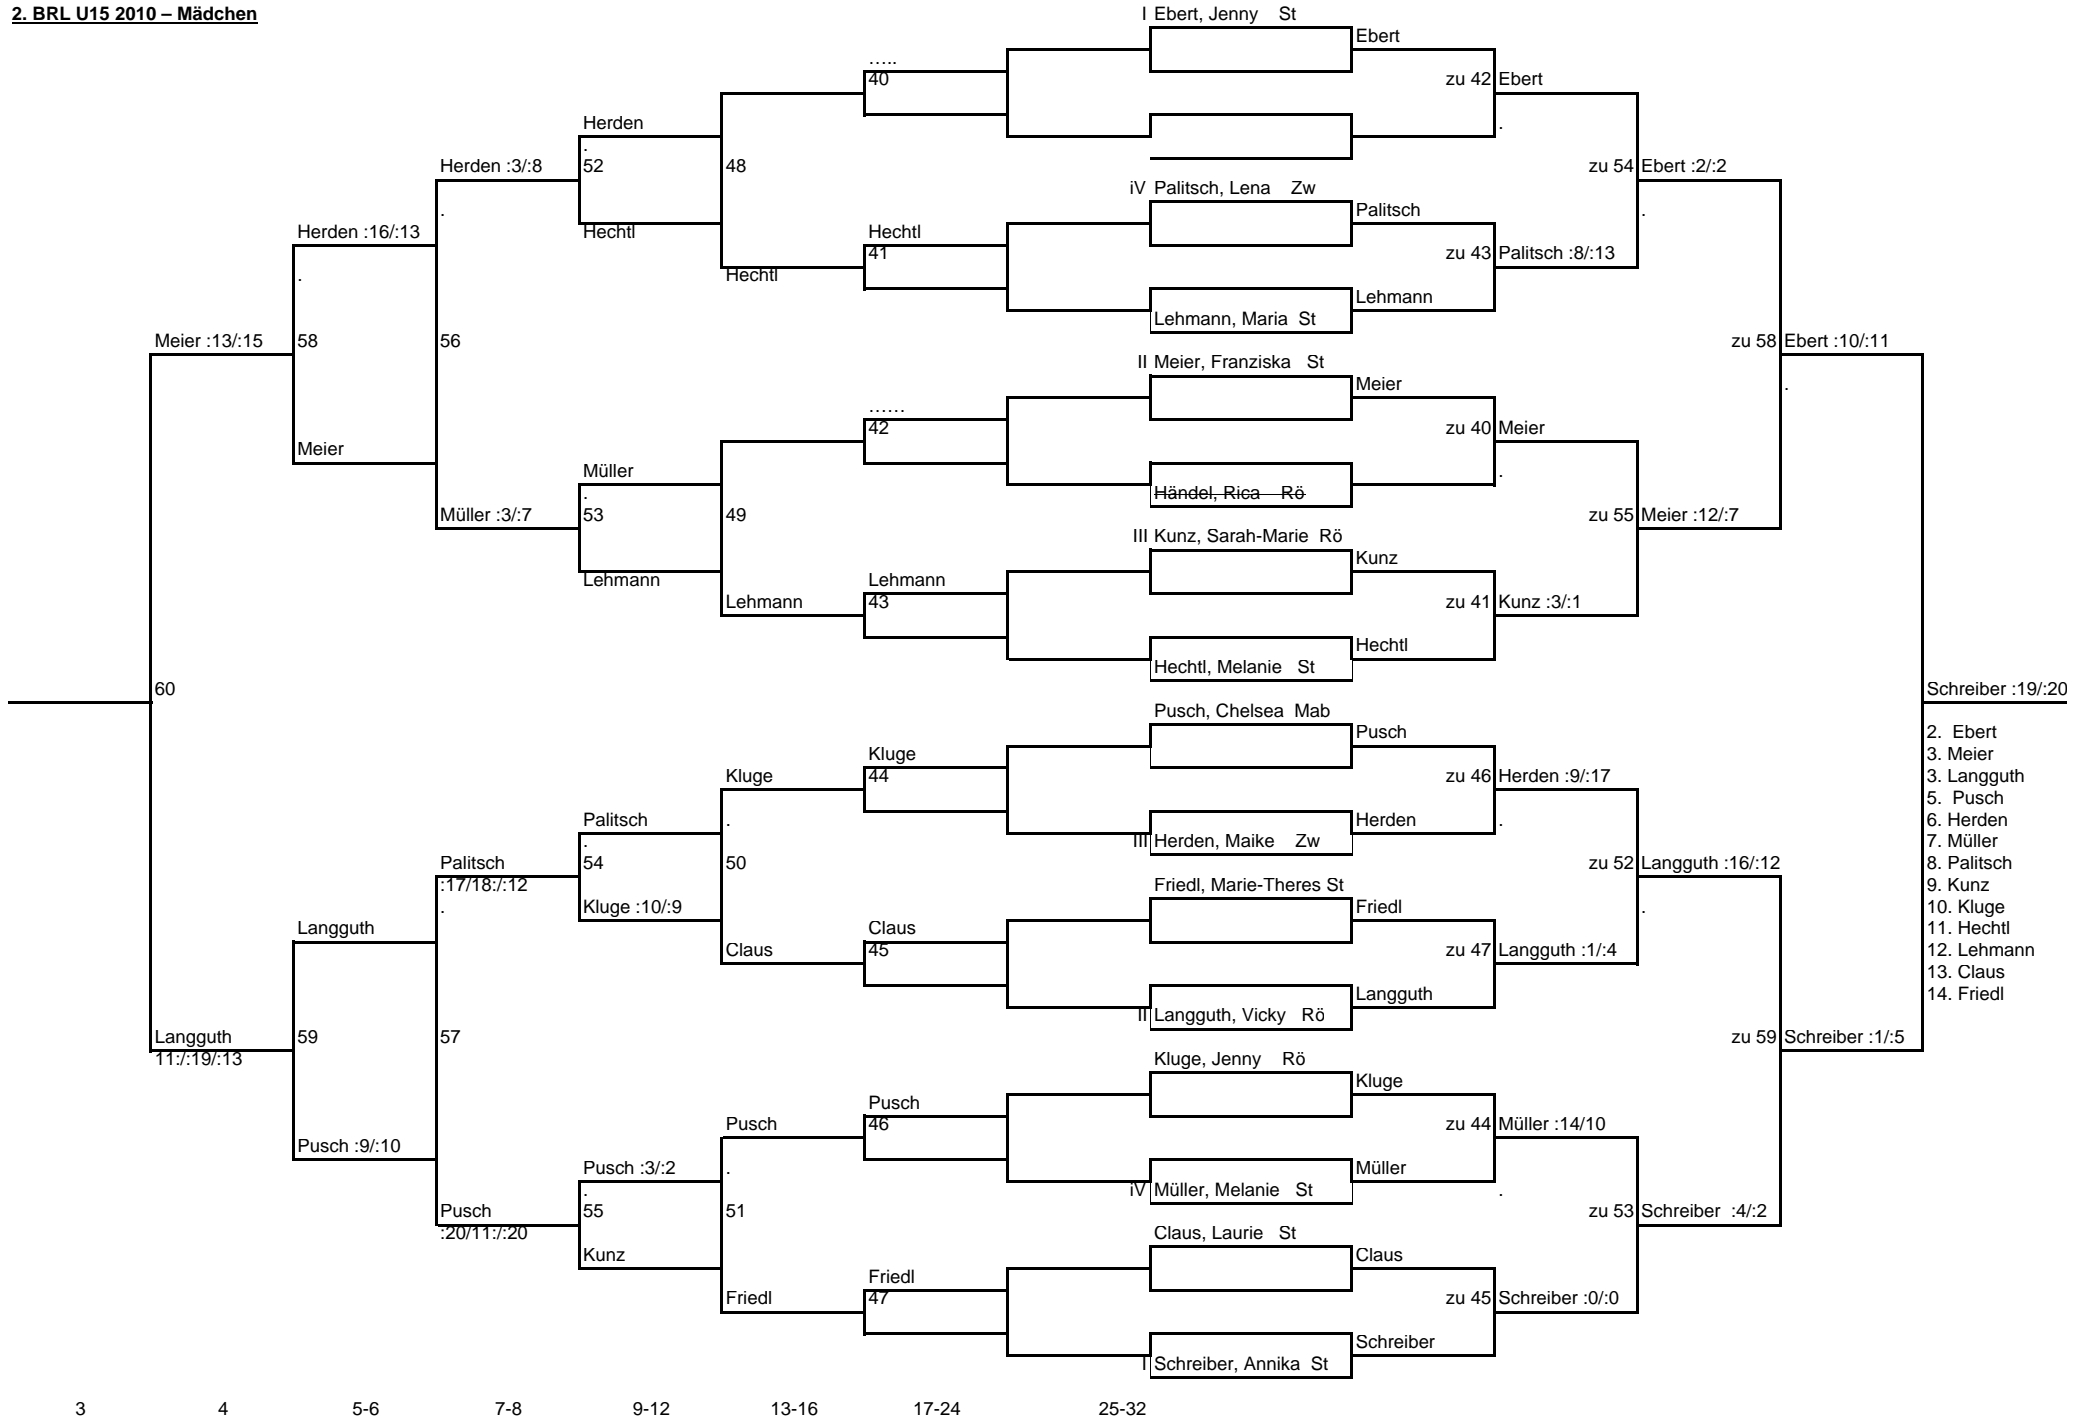 2. BRL U15 2010 – Mädchen
I Ebert, Jenny St
Ebert
…..
40
zu 42 Ebert
Herden
.
.
Herden :3/:8
52
48
zu 54 Ebert :2/:2
iV Palitsch, Lena Zw
.
Palitsch
.
Herden :16/:13
Hechtl
Hechtl
41
zu 43 Palitsch :8/:13
.
Hechtl
Lehmann
Lehmann, Maria St
Meier :13/:15
58
56
zu 58 Ebert :10/:11
II Meier, Franziska St
Meier
.
……
42
zu 40 Meier
Meier
Müller
.
.
Händel, Rica Rö
Müller :3/:7
53
49
zu 55 Meier :12/:7
III Kunz, Sarah-Marie Rö
Kunz
Lehmann
Lehmann
Lehmann
43
zu 41 Kunz :3/:1
Hechtl
Hechtl, Melanie St
60
Schreiber :19/:20
Pusch, Chelsea Mab
Pusch
2. Ebert
Kluge
3. Meier
Kluge
44
zu 46 Herden :9/:17
3. Langguth
5. Pusch
Palitsch
.
Herden
.
6. Herden
.
III Herden, Maike Zw
7. Müller
Palitsch
54
50
zu 52 Langguth :16/:12
8. Palitsch
:17/18:/:12
Friedl, Marie-Theres St
9. Kunz
.
Kluge :10/:9
Friedl
.
10. Kluge
Langguth
Claus
11. Hechtl
Claus
45
zu 47 Langguth :1/:4
12. Lehmann
13. Claus
Langguth
14. Friedl
II Langguth, Vicky Rö
Langguth
59
57
zu 59 Schreiber :1/:5
11:/:19/:13
Kluge, Jenny Rö
Kluge
Pusch
Pusch
46
zu 44 Müller :14/10
Pusch :9/:10
Pusch :3/:2
.
Müller
.
iV Müller, Melanie St
.
Pusch
55
51
zu 53 Schreiber :4/:2
:20/11:/:20
Claus, Laurie St
Kunz
Claus
Friedl
Friedl
47
zu 45 Schreiber :0/:0
Schreiber
I Schreiber, Annika St
3 4 5-6 7-8 9-12 13-16 17-24 25-32